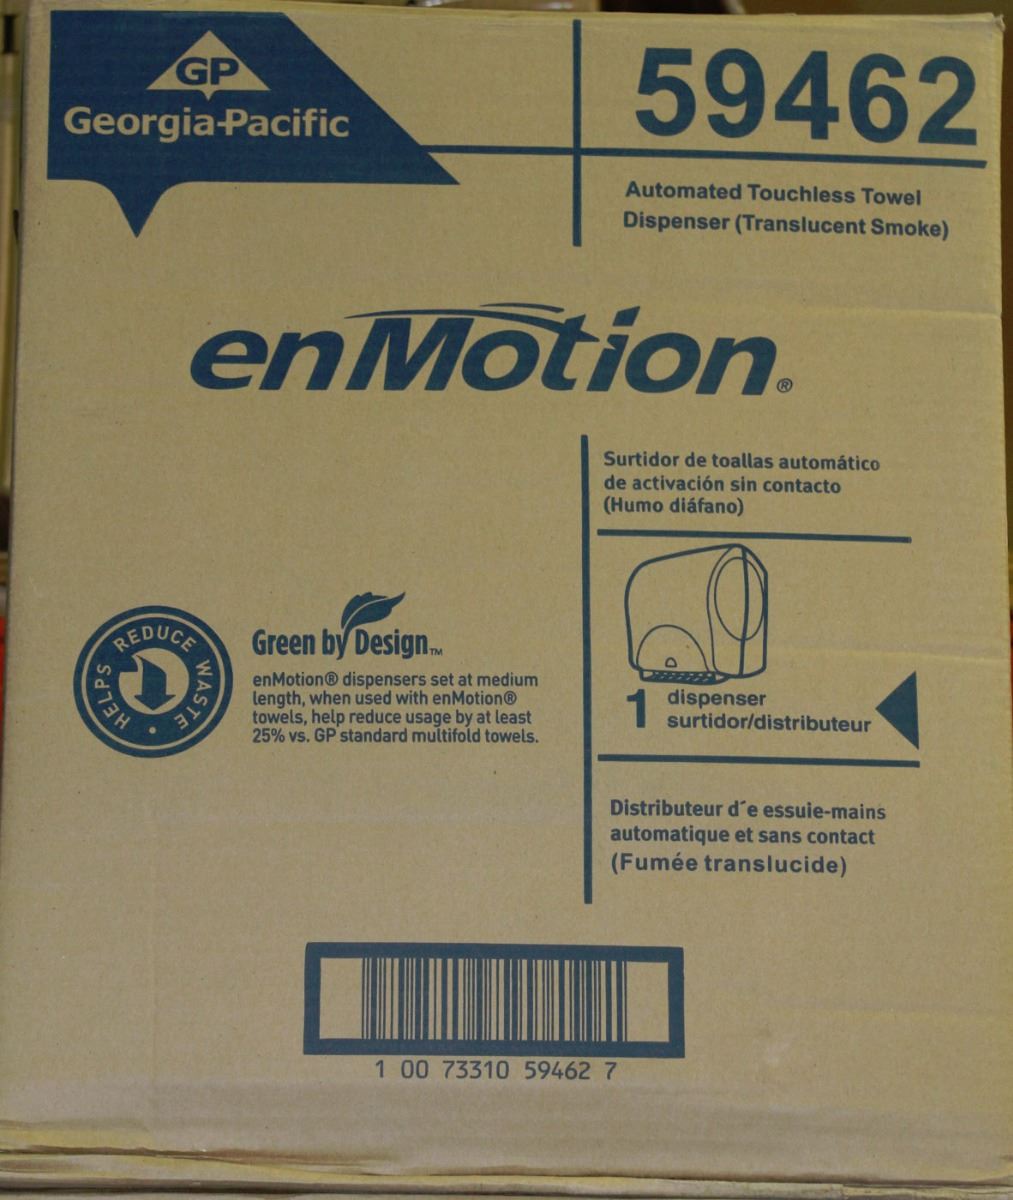 GP
Georgia-Pacific
59462
Automated Touchless Towel
Dispenser (Translucent Smoke)
enMotion®
Surtidor de toallas automático
de activación sin contacto
(Humo diáfano)
HELPS REDUCE WASTE
Green by Design™
enMotion® dispensers set at medium
length, when used with enMotion®
towels, help reduce usage by at least
25% vs. GP standard multifold towels.
1 dispenser
surtidor/distributeur
Distributeur d´e essuie-mains
automatique et sans contact
(Fumée translucide)
1 00 73310 59462 7